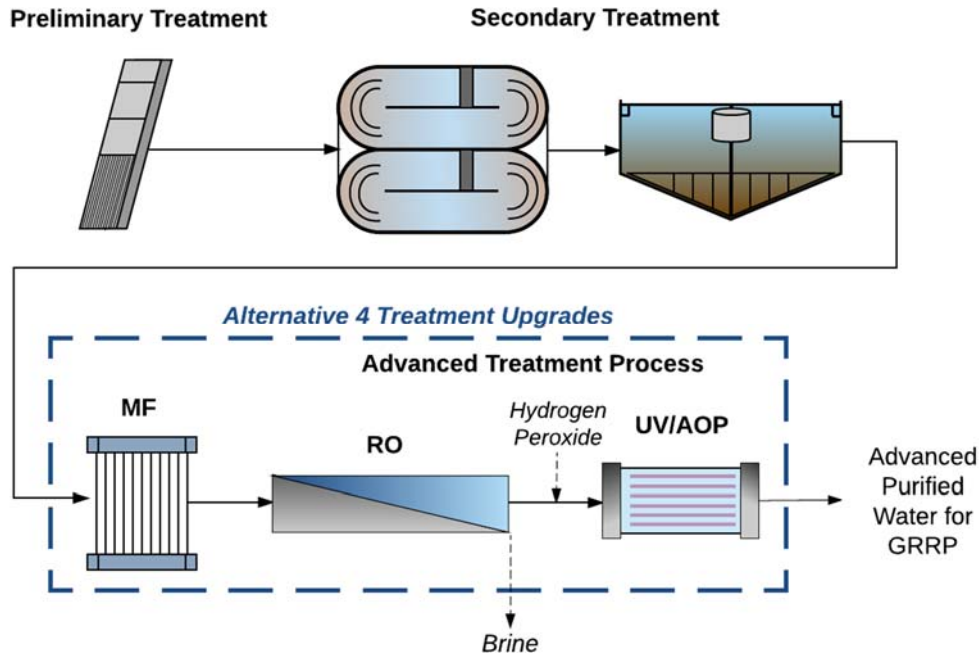 Preliminary Treatment
Secondary Treatment
Alternative 4 Treatment Upgrades
Advanced Treatment Process
MF
RO
Hydrogen
Peroxide
UV/AOP
Advanced
Purified
Water for
GRRP
Brine